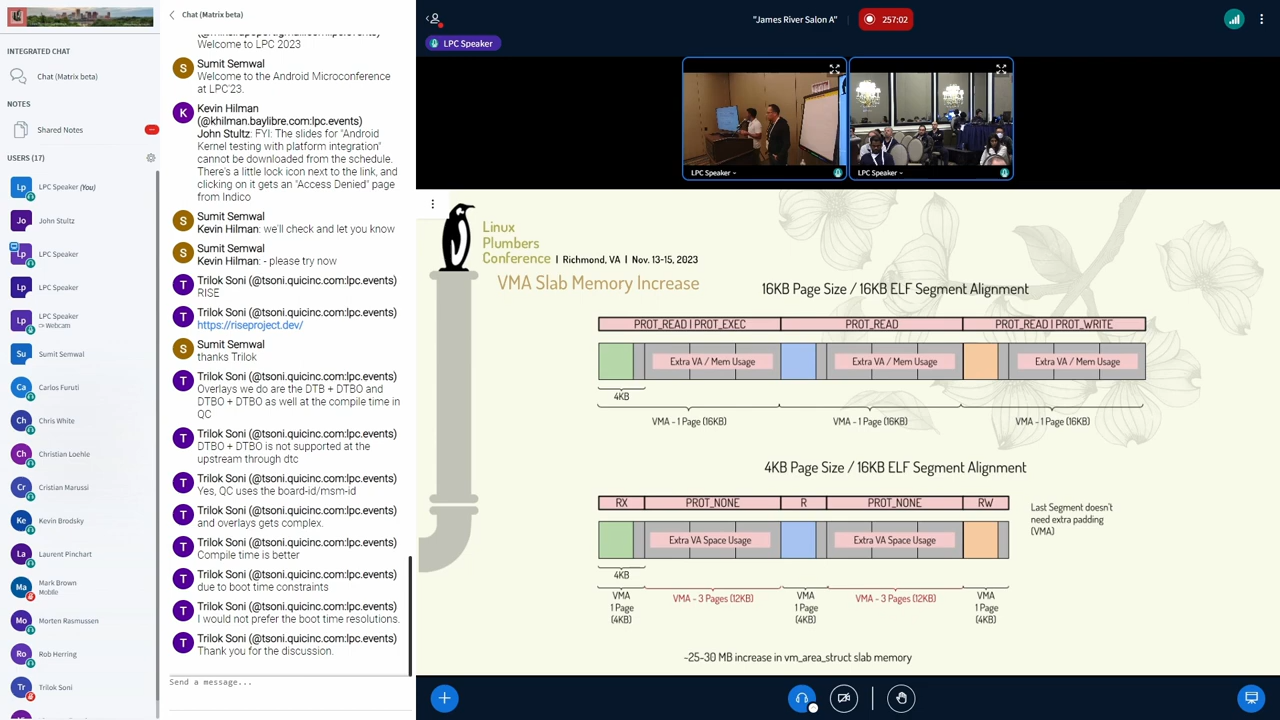 INTEGRATED CHAT
Chat (Matrix beta)
NOTES
Shared Notes
USERS (17)
Lp LPC Speaker (You)
Jo John Stultz
Lp LPC Speaker
Lp LPC Speaker
Lp LPC Speaker
Webcam
Su Sumit Semwal
Ca Carlos Furuti
Ch Chris White
Ch Christian Loehle
Cr Cristian Marussi
Ke Kevin Brodsky
La Laurent Pinchart
Ma Mark Brown
Mobile
Mo Morten Rasmussen
Ro Rob Herring
Tr Trilok Soni
Chat (Matrix beta)
Welcome to LPC 2023
S Sumit Semwal
Welcome to the Android Microconference
at LPC'23.
K Kevin Hilman
(@khilman.baylibre.com:lpc.events)
John Stultz: FYI: The slides for "Android
Kernel testing with platform integration"
cannot be downloaded from the schedule.
There's a little lock icon next to the link, and
clicking on it gets an "Access Denied" page
from Indico
S Sumit Semwal
Kevin Hilman: we'll check and let you know
S Sumit Semwal
Kevin Hilman: - please try now
T Trilok Soni (@tsoni.quicinc.com:lpc.events)
RISE
T Trilok Soni (@tsoni.quicinc.com:lpc.events)
https://riseproject.dev/
S Sumit Semwal
thanks Trilok
T Trilok Soni (@tsoni.quicinc.com:lpc.events)
Overlays we do are the DTB + DTBO and
DTBO + DTBO as well at the compile time in
QC
T Trilok Soni (@tsoni.quicinc.com:lpc.events)
DTBO + DTBO is not supported at the
upstream through dtc
T Trilok Soni (@tsoni.quicinc.com:lpc.events)
Yes, QC uses the board-id/msm-id
T Trilok Soni (@tsoni.quicinc.com:lpc.events)
and overlays gets complex.
T Trilok Soni (@tsoni.quicinc.com:lpc.events)
Compile time is better
T Trilok Soni (@tsoni.quicinc.com:lpc.events)
due to boot time constraints
T Trilok Soni (@tsoni.quicinc.com:lpc.events)
I would not prefer the boot time resolutions.
T Trilok Soni (@tsoni.quicinc.com:lpc.events)
Thank you for the discussion.
Send a message...
"James River Salon A"
257:02
LPC Speaker
LPC Speaker
LPC Speaker
Linux
Plumbers
Conference | Richmond, VA | Nov. 13-15, 2023
VMA Slab Memory Increase
16KB Page Size / 16KB ELF Segment Alignment
PROT_READ | PROT_EXEC PROT_READ PROT_READ | PROT_WRITE
Extra VA / Mem Usage Extra VA / Mem Usage Extra VA / Mem Usage
4KB
VMA - 1 Page (16KB) VMA - 1 Page (16KB) VMA - 1 Page (16KB)
4KB Page Size / 16KB ELF Segment Alignment
RX PROT_NONE R PROT_NONE RW
Last Segment doesn't
need extra padding
(VMA)
Extra VA Space Usage Extra VA Space Usage
4KB
VMA
1 Page
(4KB)
VMA - 3 Pages (12KB)
VMA
1 Page
(4KB)
VMA - 3 Pages (12KB)
VMA
1 Page
(4KB)
~25-30 MB increase in vm_area_struct slab memory